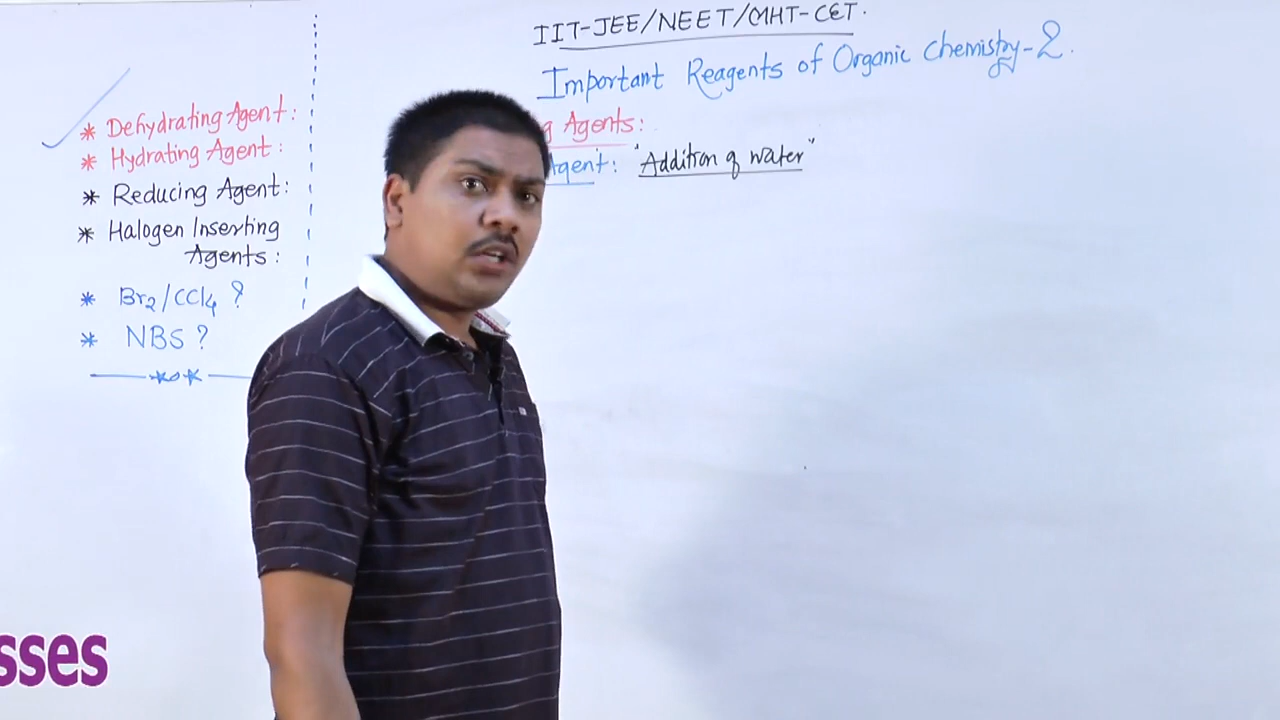 IIT-JEE/NEET/MHT-CET.
Important Reagents of Organic Chemistry-2.
g Agents:
Agent: "Addition of water"
* Dehydrating Agent:
* Hydrating Agent:
* Reducing Agent:
* Halogen Inserting
Agents:
* Br2/CCl4 ?
* NBS ?
sses